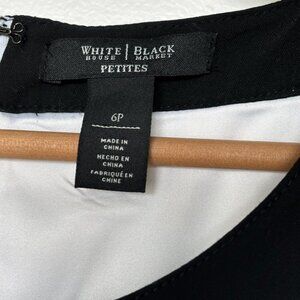 WHITE | BLACK
HOUSE | MARKET
PETITES
6P
MADE IN
CHINA
HECHO EN
CHINA
FABRIQUÉ EN
CHINE